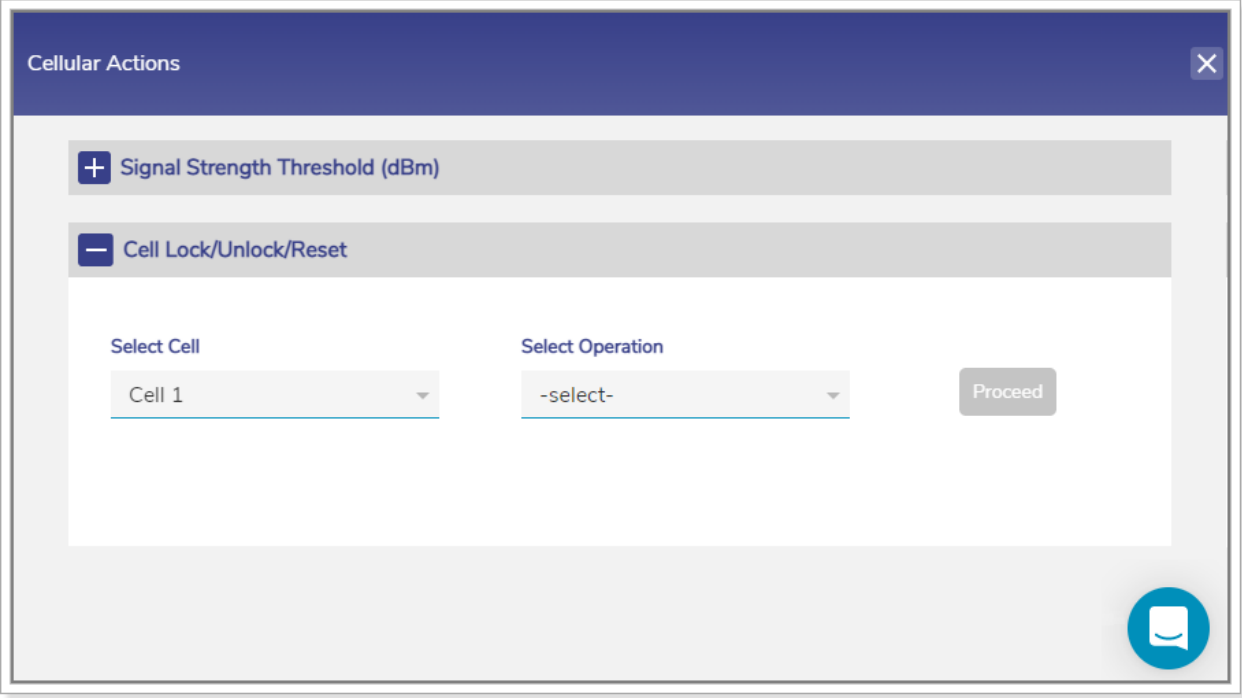 Cellular Actions
Signal Strength Threshold (dBm)
Cell Lock/Unlock/Reset
Select Cell
Select Operation
Cell 1
-select-
Proceed